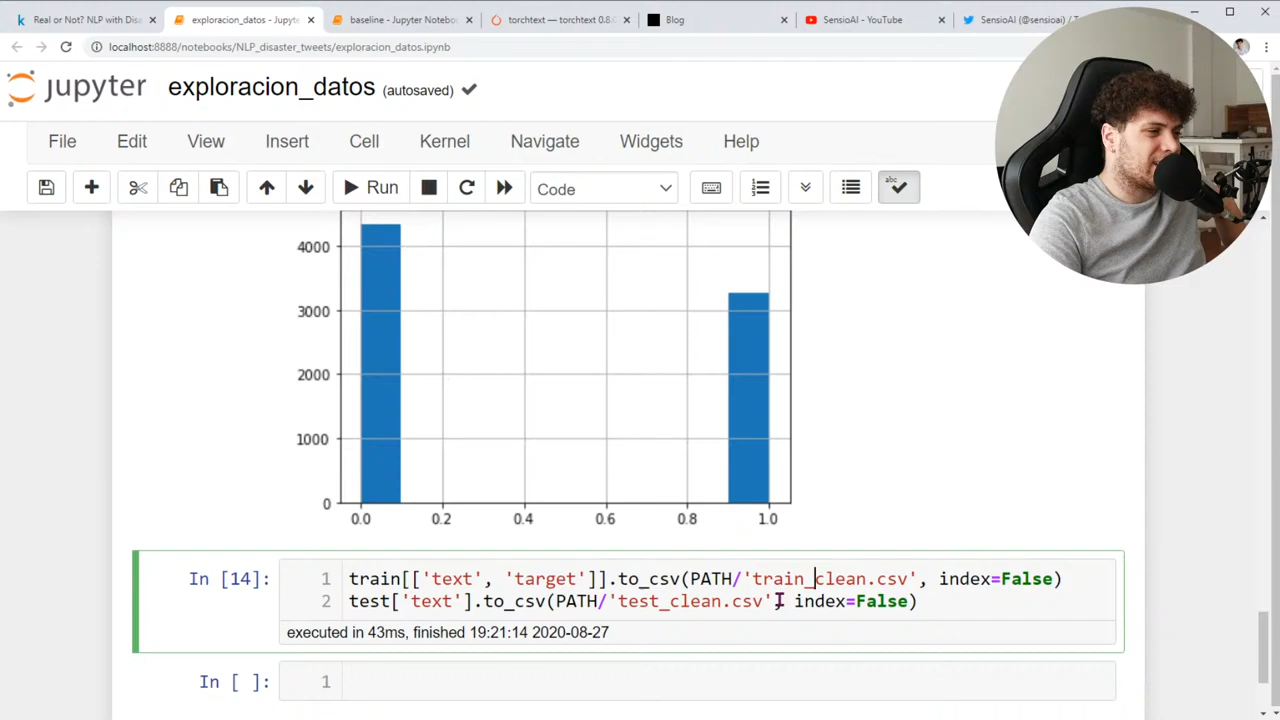 Real or Not? NLP with Disa
exploracion_datos - Jupyte
baseline - Jupyter Notebo
torchtext — torchtext 0.8.0
Blog
SensioAI - YouTube
SensioAI (@sensioai) / T
localhost:8888/notebooks/NLP_disaster_tweets/exploracion_datos.ipynb
jupyter exploracion_datos (autosaved)
File Edit View Insert Cell Kernel Navigate Widgets Help
Run Code abc
4000
3000
2000
1000
0
0.0 0.2 0.4 0.6 0.8 1.0
In [14]: 1 train[['text', 'target']].to_csv(PATH/'train_clean.csv', index=False)
2 test['text'].to_csv(PATH/'test_clean.csv', index=False)
executed in 43ms, finished 19:21:14 2020-08-27
In [ ]: 1